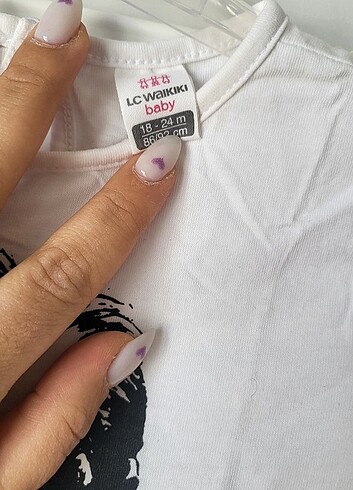 LC WAIKIKI
baby
18 - 24 m
86/92 cm